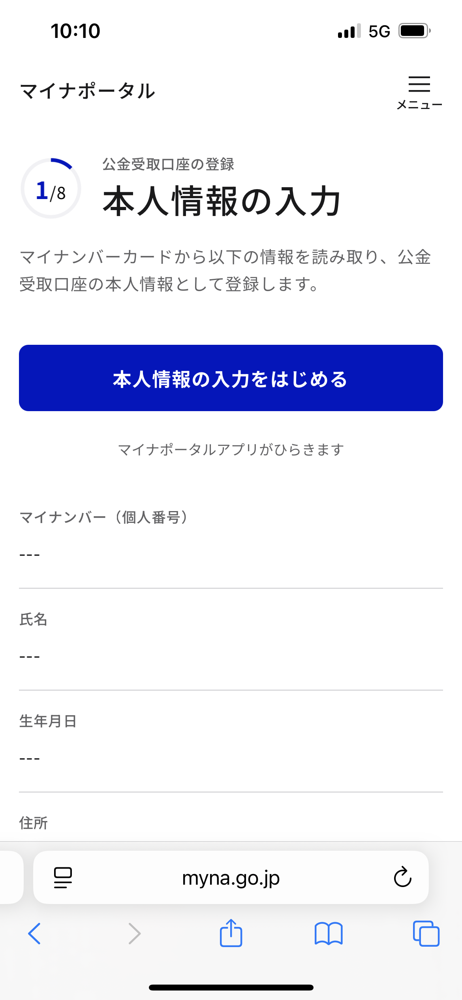 10:10
5G
マイナポータル
メニュー
公金受取口座の登録
1/8
本人情報の入力
マイナンバーカードから以下の情報を読み取り、公金
受取口座の本人情報として登録します。
本人情報の入力をはじめる
マイナポータルアプリがひらきます
マイナンバー（個人番号）
---
氏名
---
生年月日
---
住所
myna.go.jp